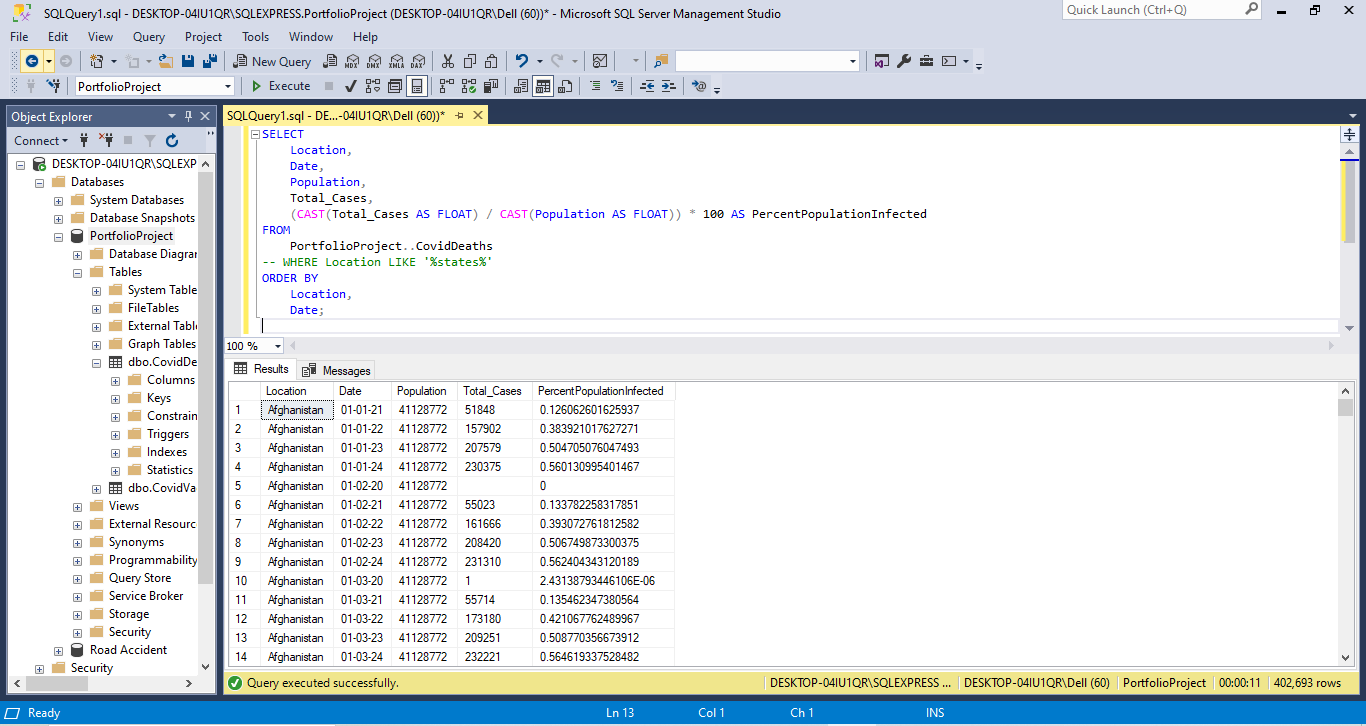 SQLQuery1.sql - DESKTOP-04IU1QR\SQLEXPRESS.PortfolioProject (DESKTOP-04IU1QR\Dell (60))* - Microsoft SQL Server Management Studio
Quick Launch (Ctrl+Q)
File Edit View Query Project Tools Window Help
New Query MDX DMX XMLA DAX
PortfolioProject Execute
Object Explorer
Connect
DESKTOP-04IU1QR\SQLEXP
Databases
System Databases
Database Snapshots
PortfolioProject
Database Diagrar
Tables
System Table
FileTables
External Tabl
Graph Tables
dbo.CovidDe
Columns
Keys
Constrain
Triggers
Indexes
Statistics
dbo.CovidVa
Views
External Resourc
Synonyms
Programmability
Query Store
Service Broker
Storage
Security
Road Accident
Security
SQLQuery1.sql - DE...-04IU1QR\Dell (60))*
SELECT
Location,
Date,
Population,
Total_Cases,
(CAST(Total_Cases AS FLOAT) / CAST(Population AS FLOAT)) * 100 AS PercentPopulationInfected
FROM
PortfolioProject..CovidDeaths
-- WHERE Location LIKE '%states%'
ORDER BY
Location,
Date;
100 %
Results Messages
Location Date Population Total_Cases PercentPopulationInfected
1 Afghanistan 01-01-21 41128772 51848 0.126062601625937
2 Afghanistan 01-01-22 41128772 157902 0.383921017627271
3 Afghanistan 01-01-23 41128772 207579 0.504705076047493
4 Afghanistan 01-01-24 41128772 230375 0.560130995401467
5 Afghanistan 01-02-20 41128772 0
6 Afghanistan 01-02-21 41128772 55023 0.133782258317851
7 Afghanistan 01-02-22 41128772 161666 0.393072761812582
8 Afghanistan 01-02-23 41128772 208420 0.506749873300375
9 Afghanistan 01-02-24 41128772 231310 0.562404343120189
10 Afghanistan 01-03-20 41128772 1 2.43138793446106E-06
11 Afghanistan 01-03-21 41128772 55714 0.135462347380564
12 Afghanistan 01-03-22 41128772 173180 0.421067762489967
13 Afghanistan 01-03-23 41128772 209251 0.508770356673912
14 Afghanistan 01-03-24 41128772 232221 0.564619337528482
Query executed successfully. DESKTOP-04IU1QR\SQLEXPRESS ... DESKTOP-04IU1QR\Dell (60) PortfolioProject 00:00:11 402,693 rows
Ready Ln 13 Col 1 Ch 1 INS